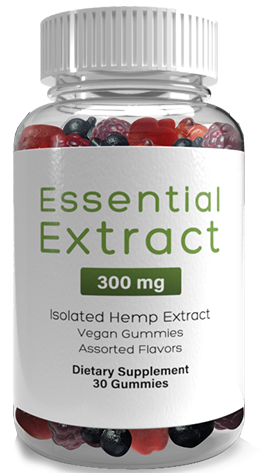 Essential
Extract
300 mg
Isolated Hemp Extract
Vegan Gummies
Assorted Flavors
Dietary Supplement
30 Gummies